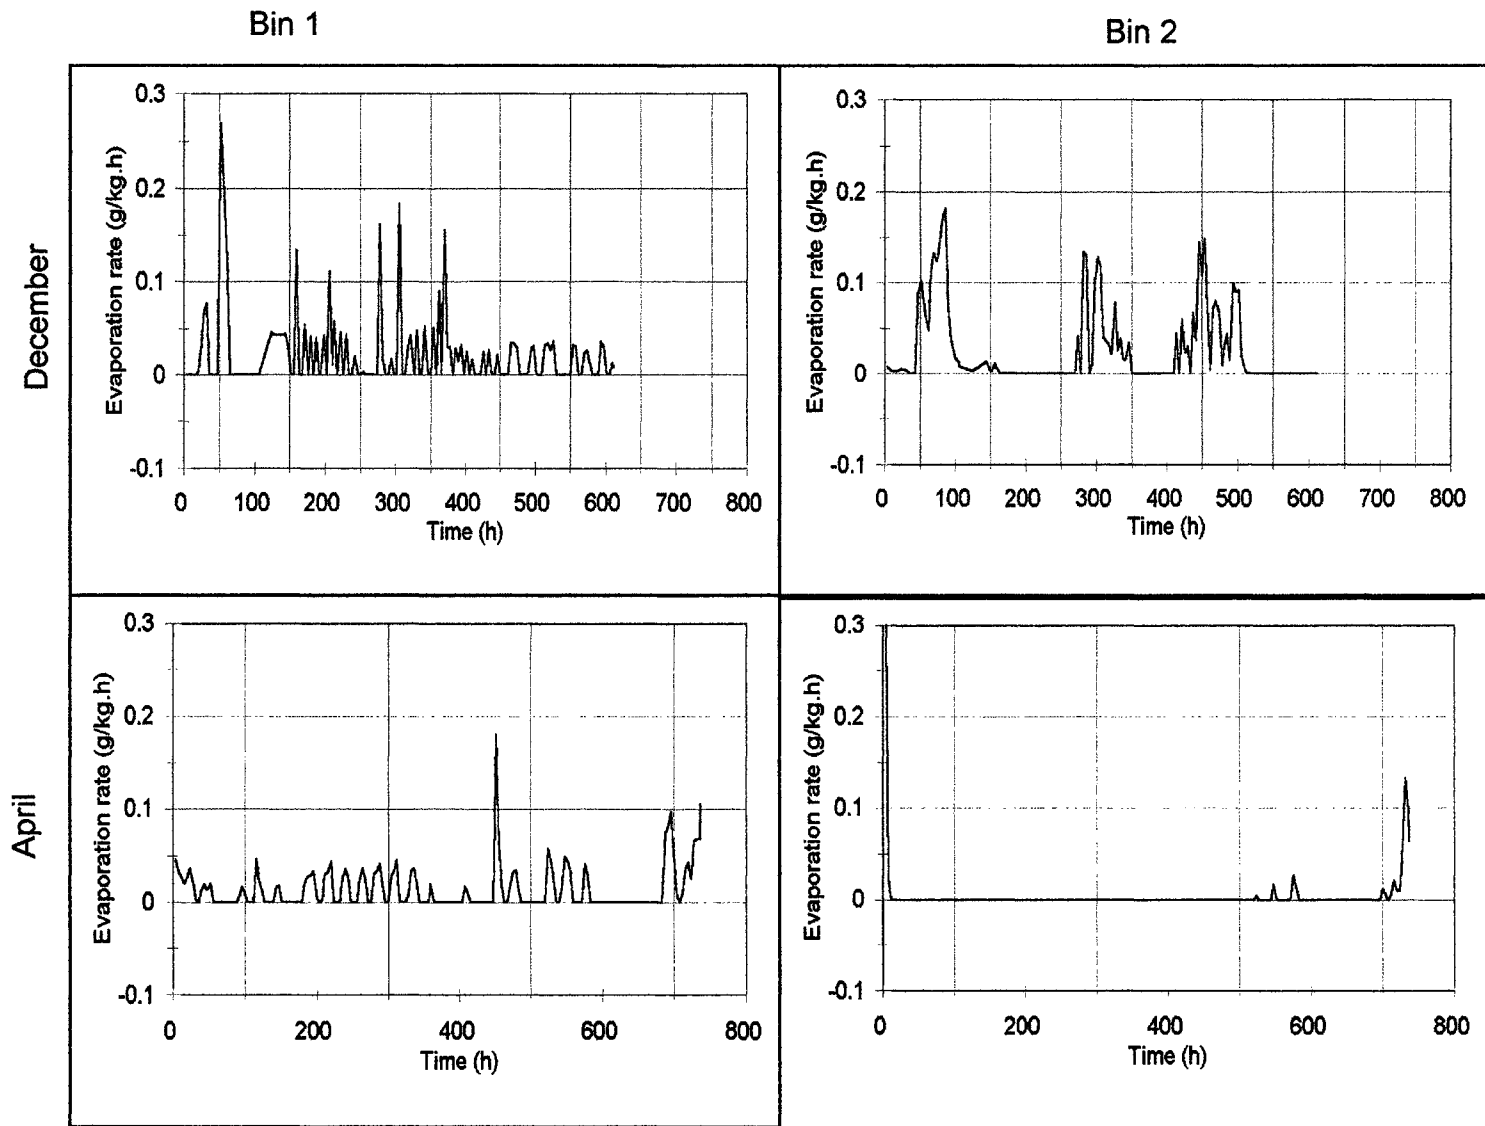 Bin 1
Bin 2
December
Evaporation rate (g/kg.h)
0.3
0.2
0.1
0
-0.1
0 100 200 300 400 500 600 700 800
Time (h)
Evaporation rate (g/kg.h)
0.3
0.2
0.1
0
-0.1
0 100 200 300 400 500 600 700 800
Time (h)
April
Evaporation rate (g/kg.h)
0.3
0.2
0.1
0
-0.1
0 200 400 600 800
Time (h)
Evaporation rate (g/kg.h)
0.3
0.2
0.1
0
-0.1
0 200 400 600 800
Time (h)